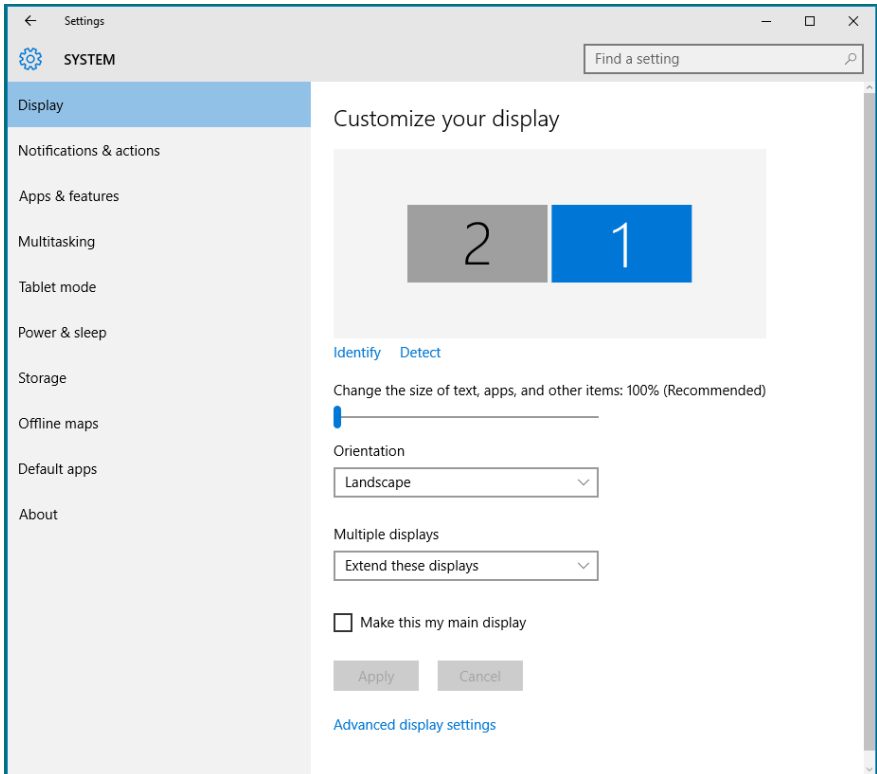 Settings
SYSTEM
Find a setting
Display
Notifications & actions
Apps & features
Multitasking
Tablet mode
Power & sleep
Storage
Offline maps
Default apps
About
Customize your display
2 1
Identify Detect
Change the size of text, apps, and other items: 100% (Recommended)
Orientation
Landscape
Multiple displays
Extend these displays
Make this my main display
Apply Cancel
Advanced display settings